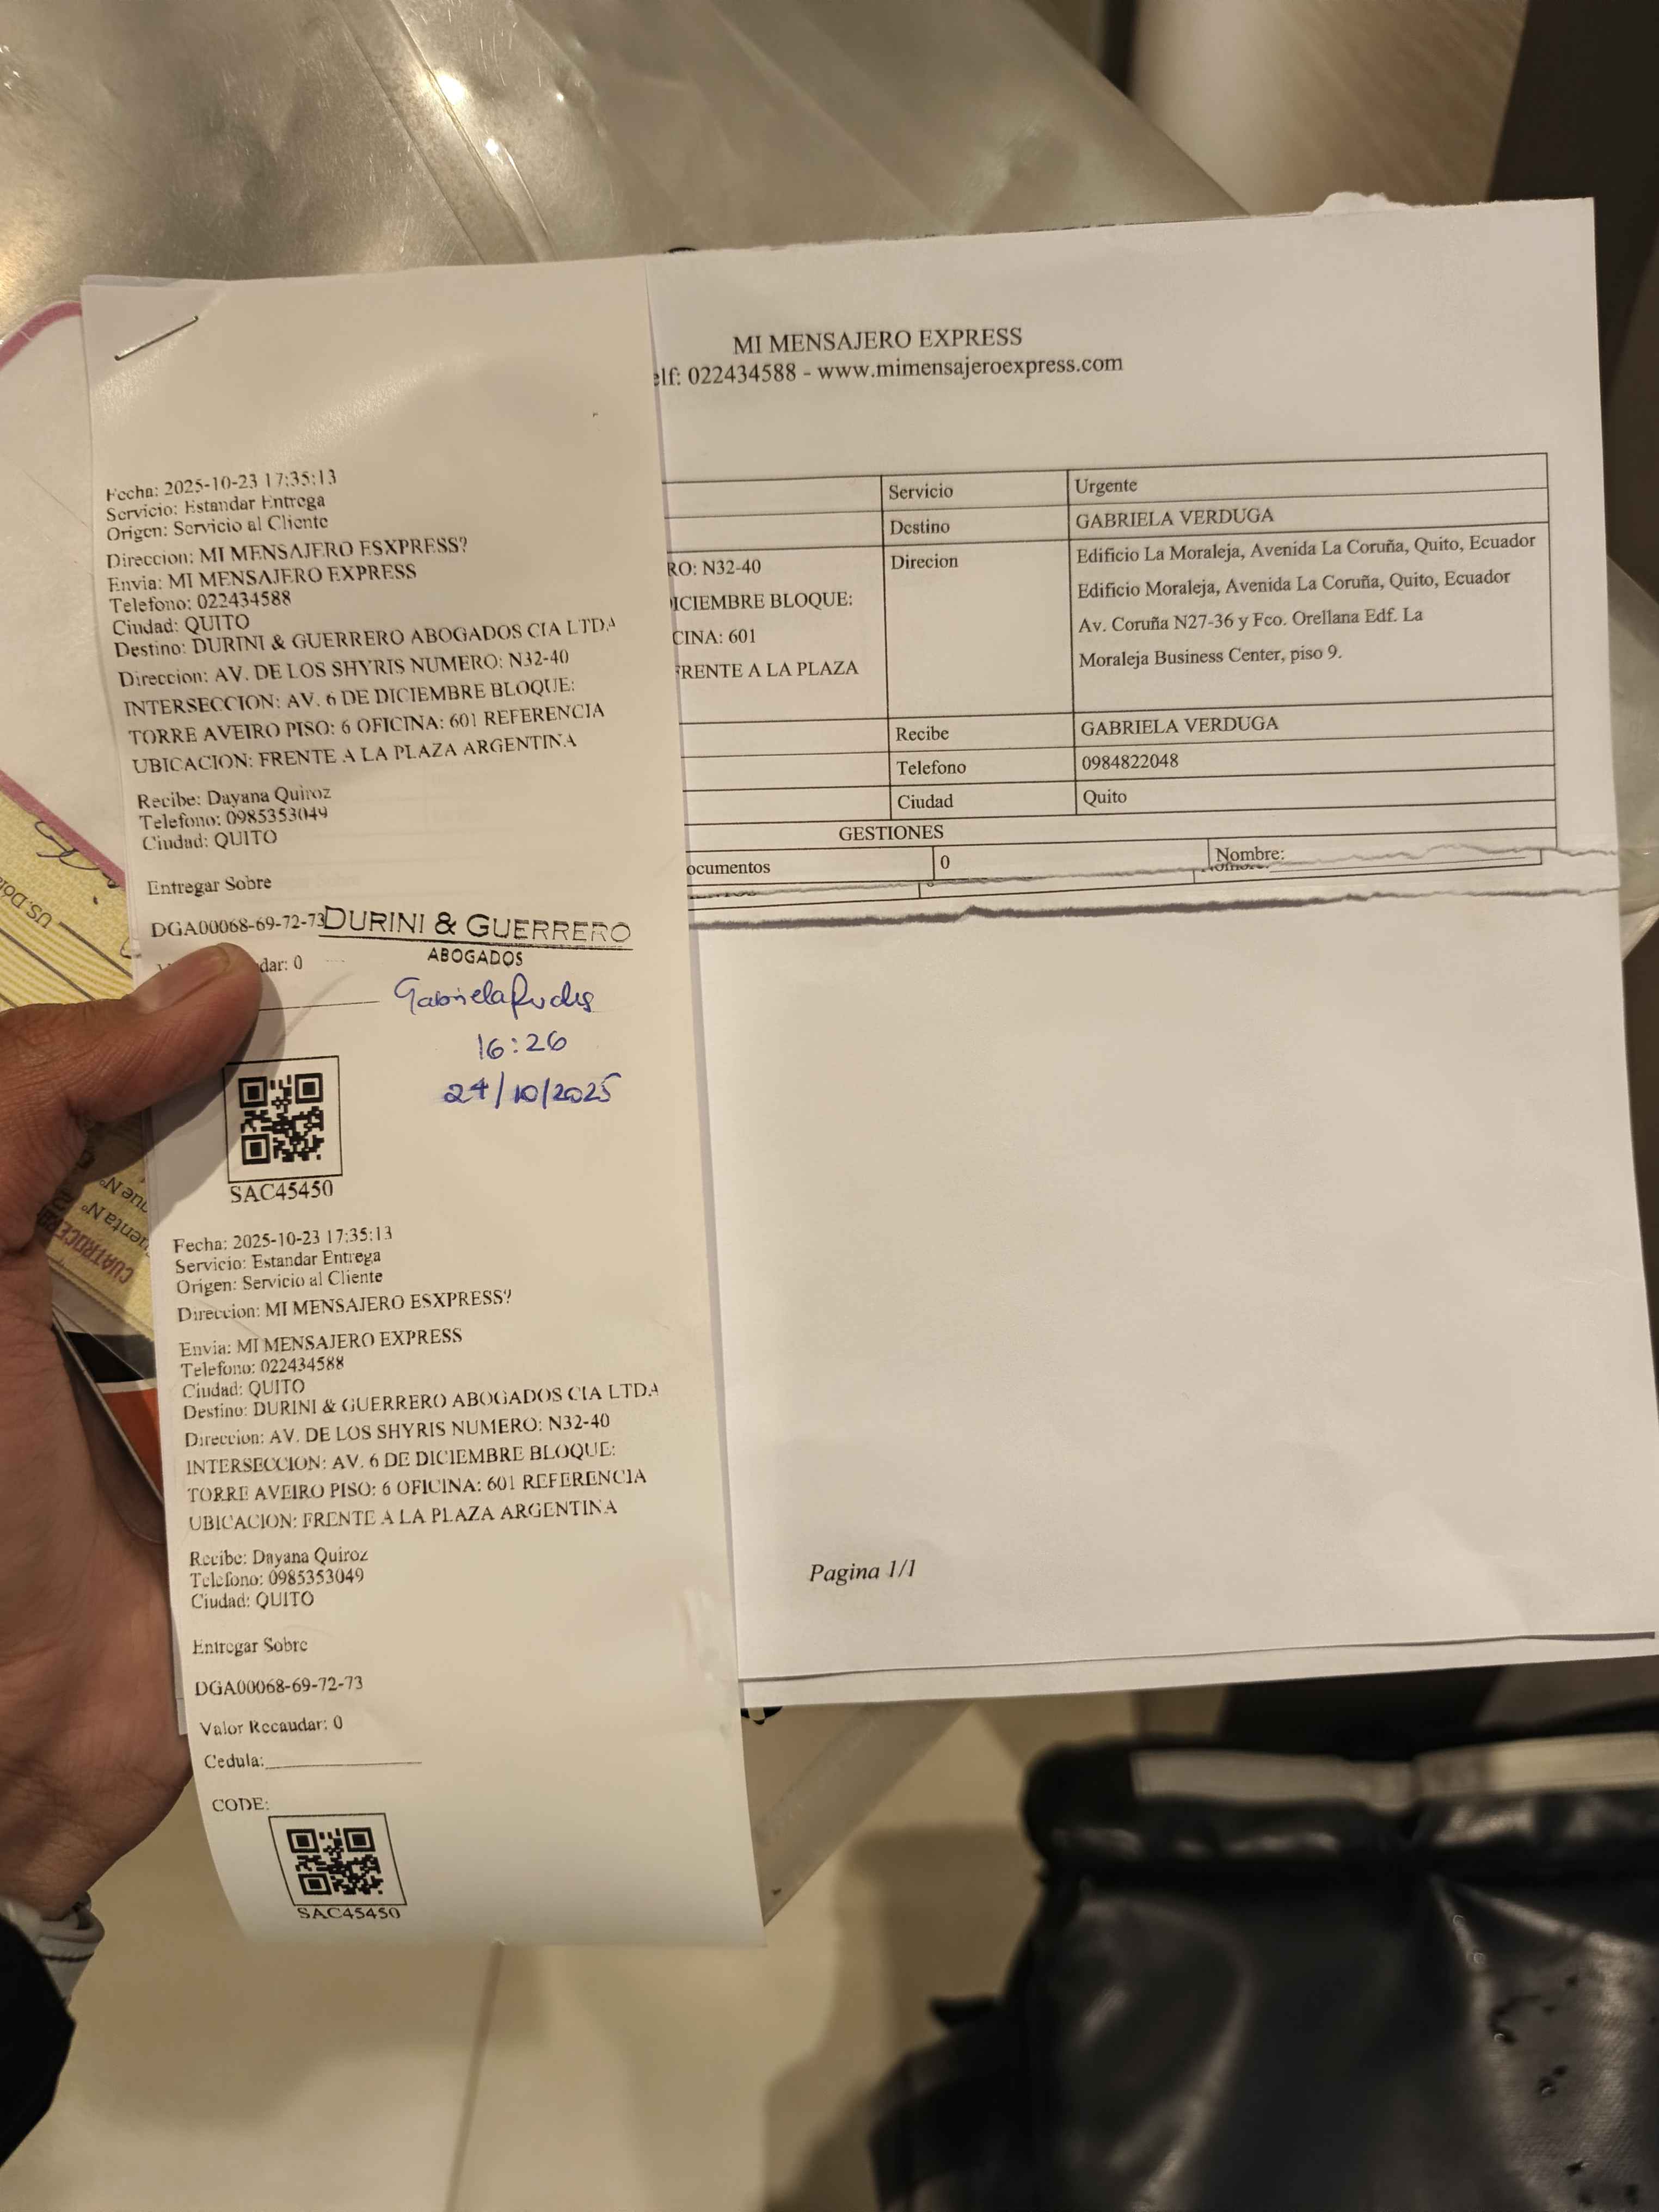 Fecha: 2025-10-23 17:35:13
Servicio: Estandar Entrega
Origen: Servicio al Cliente
Direccion: MI MENSAJERO ESXPRESS?
Envia: MI MENSAJERO EXPRESS
Telefono: 022434588
Ciudad: QUITO
Destino: DURINI & GUERRERO ABOGADOS CIA LTDA
Direccion: AV. DE LOS SHYRIS NUMERO: N32-40
INTERSECCION: AV. 6 DE DICIEMBRE BLOQUE:
TORRE AVEIRO PISO: 6 OFICINA: 601 REFERENCIA
UBICACION: FRENTE A LA PLAZA ARGENTINA
Recibe: Dayana Quiroz
Telefono: 0985353049
Ciudad: QUITO
Entregar Sobre
DGA00068-69-72-73
DURINI & GUERRERO
ABOGADOS
dar: 0
Gabriela
16:26
24/10/2025
SAC45450
Fecha: 2025-10-23 17:35:13
Servicio: Estandar Entrega
Origen: Servicio al Cliente
Direccion: MI MENSAJERO ESXPRESS?
Envia: MI MENSAJERO EXPRESS
Telefono: 022434588
Ciudad: QUITO
Destino: DURINI & GUERRERO ABOGADOS CIA LTDA
Direccion: AV. DE LOS SHYRIS NUMERO: N32-40
INTERSECCION: AV. 6 DE DICIEMBRE BLOQUE:
TORRE AVEIRO PISO: 6 OFICINA: 601 REFERENCIA
UBICACION: FRENTE A LA PLAZA ARGENTINA
Recibe: Dayana Quiroz
Telefono: 0985353049
Ciudad: QUITO
Entregar Sobre
DGA00068-69-72-73
Valor Recaudar: 0
Cedula:
CODE:
SAC45450
MI MENSAJERO EXPRESS
elf: 022434588 - www.mimensajeroexpress.com
Servicio Urgente
Destino GABRIELA VERDUGA
RO: N32-40
ICIEMBRE BLOQUE:
CINA: 601
FRENTE A LA PLAZA
Direcion
Edificio La Moraleja, Avenida La Coruña, Quito, Ecuador
Edificio Moraleja, Avenida La Coruña, Quito, Ecuador
Av. Coruña N27-36 y Fco. Orellana Edf. La
Moraleja Business Center, piso 9.
Recibe GABRIELA VERDUGA
Telefono 0984822048
Ciudad Quito
GESTIONES
ocumentos 0 Nombre:
Pagina 1/1
US. Dól
que Nº
uenta Nº
CUATROCE